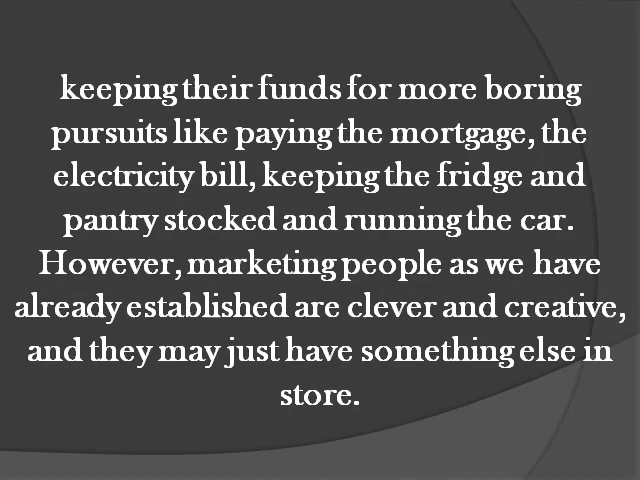 keeping their funds for more boring
pursuits like paying the mortgage, the
electricity bill, keeping the fridge and
pantry stocked and running the car.
However, marketing people as we have
already established are clever and creative,
and they may just have something else in
store.